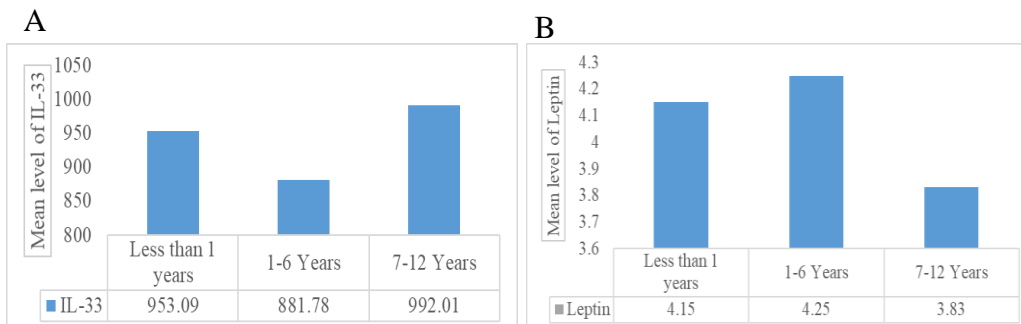 A
Mean level of IL-33
1050
1000
950
900
850
800
Less than 1
years
1-6 Years
7-12 Years
IL-33
953.09
881.78
992.01
B
Mean level of Leptin
4.3
4.2
4.1
4
3.9
3.8
3.7
3.6
Less than 1
years
1-6 Years
7-12 Years
Leptin
4.15
4.25
3.83